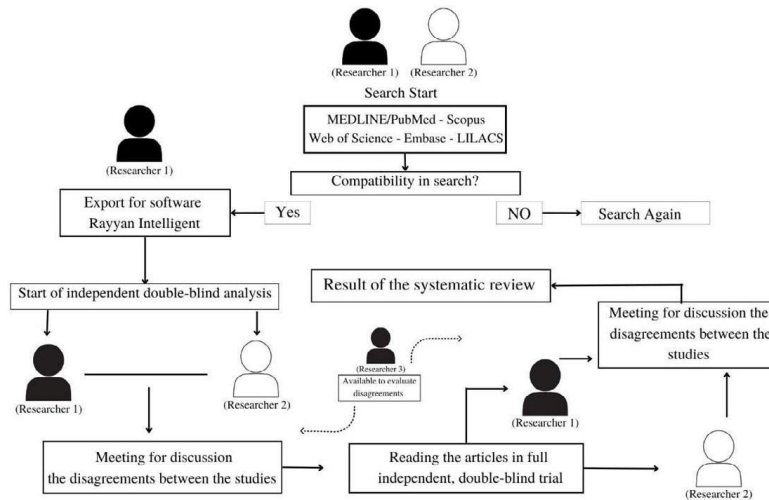 (Researcher 1)
(Researcher 2)
Search Start
MEDLINE/PubMed - Scopus
Web of Science - Embase - LILACS
(Researcher 1)
Compatibility in search?
Export for software
Rayyan Intelligent
Yes
NO
Search Again
Start of independent double-blind analysis
Result of the systematic review
Meeting for discussion the
disagreements between the
studies
(Researcher 1)
(Researcher 2)
(Researcher 3)
Available to evaluate
disagreements
(Researcher 1)
Meeting for discussion
the disagreements between the studies
Reading the articles in full
independent, double-blind trial
(Researcher 2)